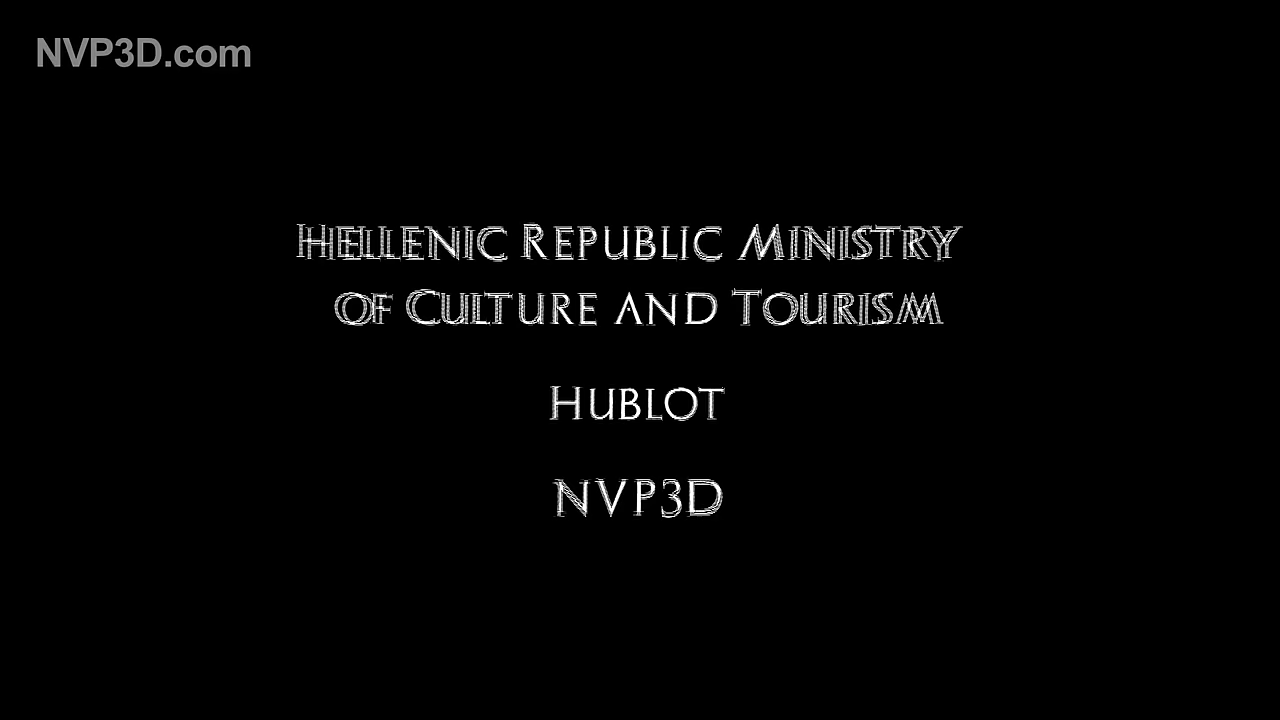 NVP3D.com
Hellenic Republic Ministry
of Culture and Tourism
Hublot
NVP3D